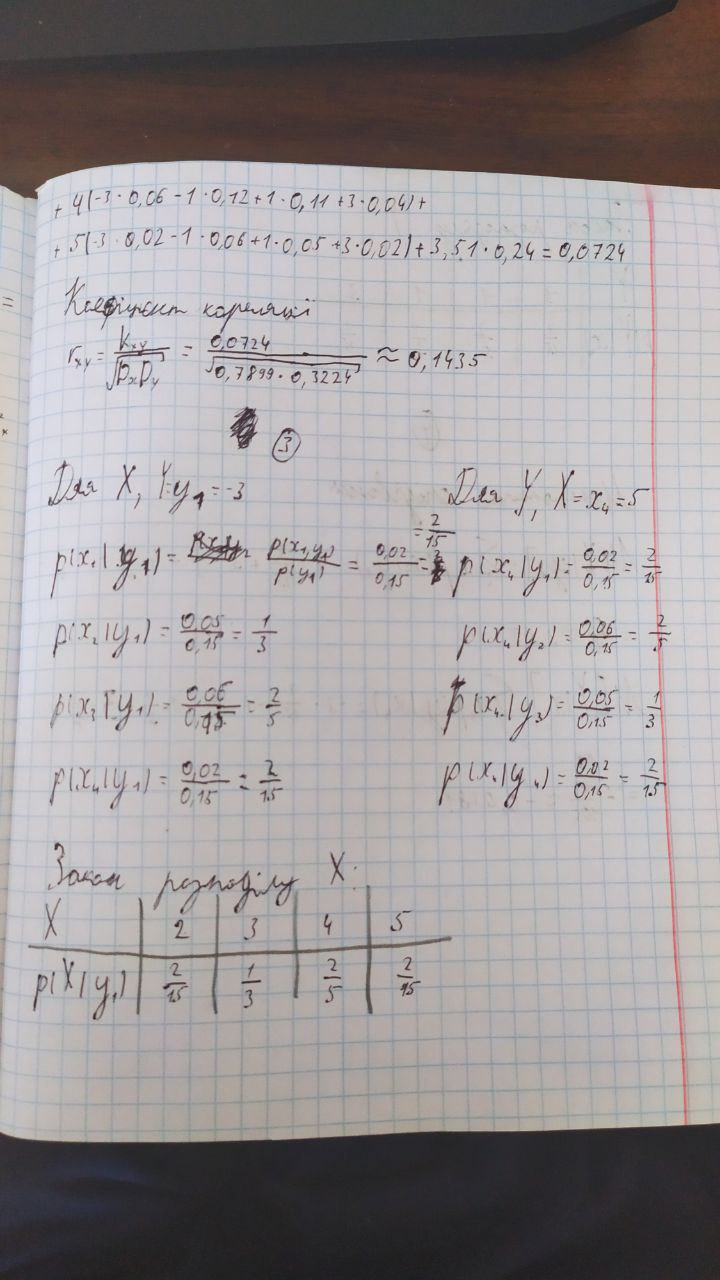 + 4(-3 · 0,06 - 1 · 0,12 + 1 · 0,11 + 3 · 0,04) +
+ 5(-3 · 0,02 - 1 · 0,06 + 1 · 0,05 + 3 · 0,02) + 3,51 · 0,24 = 0,0724
Коефіцієнт кореляції
r_xy = K_xy / √(D_x D_y) = 0,0724 / √(0,7899 · 0,3224) ≈ 0,1435
③
Для X, Y=y₁=-3
Для Y, X=x₄=5
p(x₁|y₁) = p(x₁,y₁)/p(y₁) = 0,02/0,15 = 2/15
p(x₄|y₁) = 0,02/0,15 = 2/15
p(x₂|y₁) = 0,05/0,15 = 1/3
p(x₄|y₂) = 0,06/0,15 = 2/5
p(x₃|y₁) = 0,06/0,15 = 2/5
p(x₄|y₃) = 0,05/0,15 = 1/3
p(x₄|y₁) = 0,02/0,15 = 2/15
p(x₄|y₄) = 0,02/0,15 = 2/15
Закон розподілу X:
X 2 3 4 5
p(X|y₁) 2/15 1/3 2/5 2/15